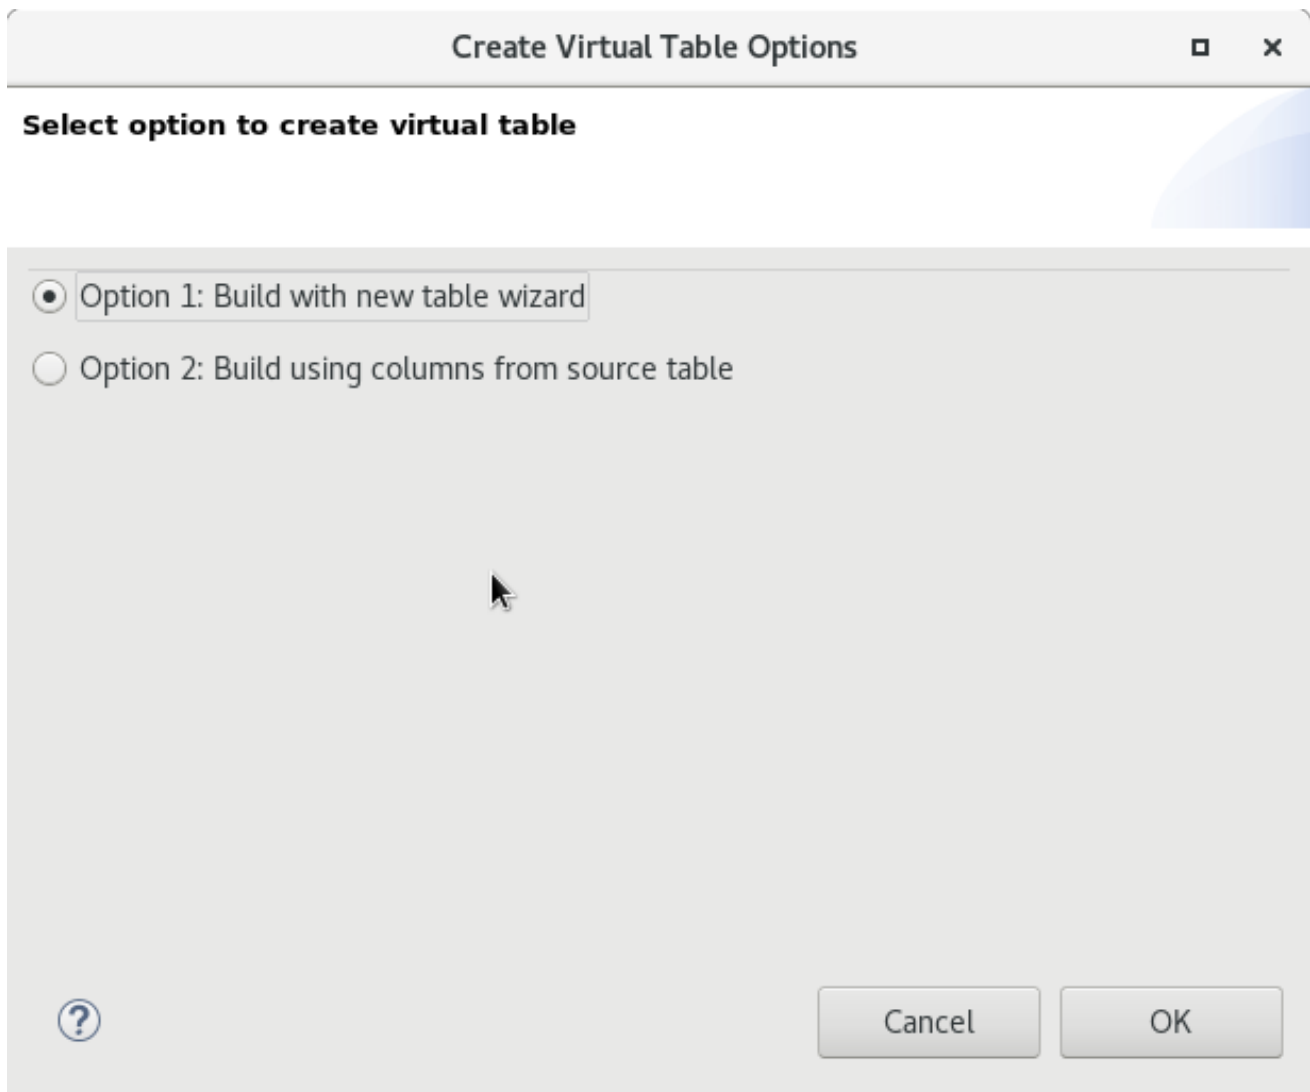 Create Virtual Table Options
Select option to create virtual table
Option 1: Build with new table wizard
Option 2: Build using columns from source table
?
Cancel
OK